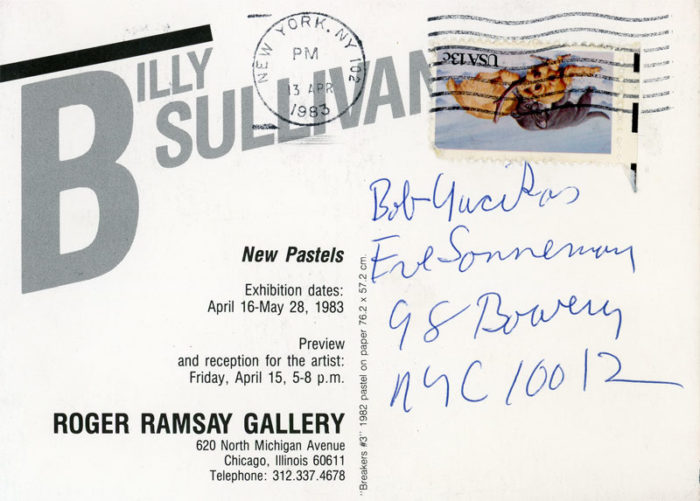 BILLY
SULLIVAN
NEW YORK, NY 102
PM
13 APR
1983
USA 13c
New Pastels
Exhibition dates:
April 16-May 28, 1983
Preview
and reception for the artist:
Friday, April 15, 5-8 p.m.
ROGER RAMSAY GALLERY
620 North Michigan Avenue
Chicago, Illinois 60611
Telephone: 312.337.4678
"Breakers #3" 1982 pastel on paper 76.2 x 57.2 cm.
Bob
Eve Sonneman
98 Bowery
NYC 10012